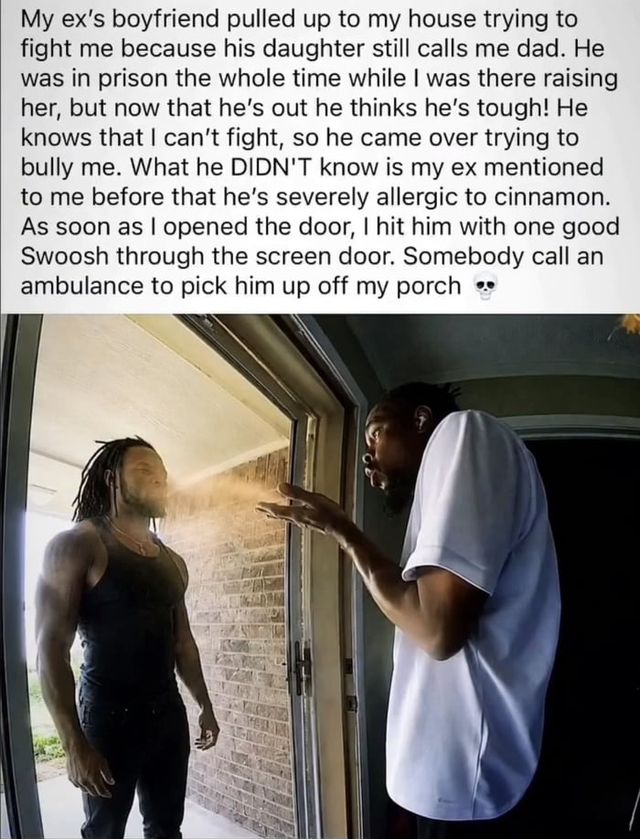 My ex’s boyfriend pulled up to my house trying to
fight me because his daughter still calls me dad. He
was in prison the whole time while I was there raising
her, but now that he’s out he thinks he’s tough! He
knows that I can’t fight, so he came over trying to
bully me. What he DIDN'T know is my ex mentioned
to me before that he’s severely allergic to cinnamon.
As soon as I opened the door, I hit him with one good
Swoosh through the screen door. Somebody call an
ambulance to pick him up off my porch 💀